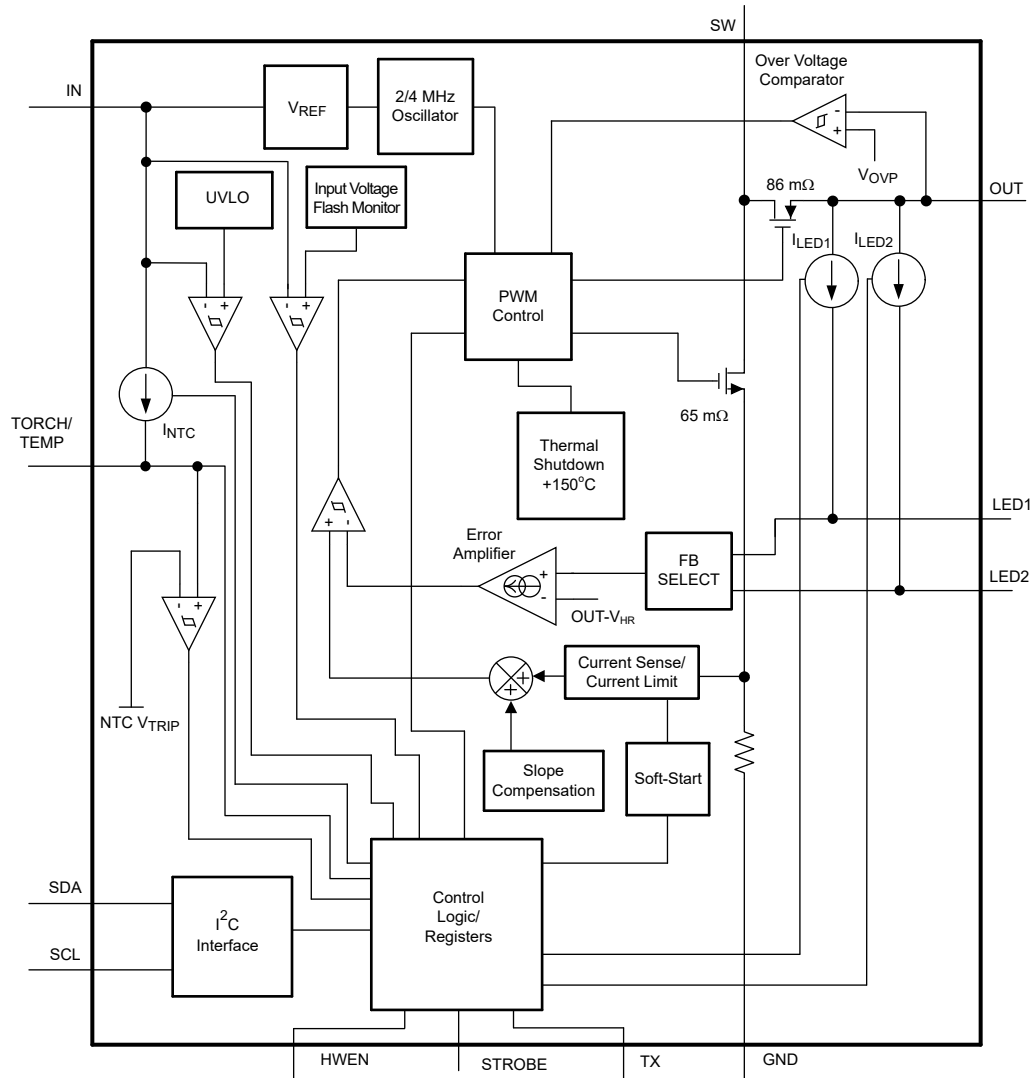 SW
Over Voltage
Comparator
IN
VREF
2/4 MHz
Oscillator
-
+
VOVP
UVLO
Input Voltage
Flash Monitor
86 mΩ
OUT
ILED1
ILED2
- +
- +
PWM
Control
INTC
65 mΩ
TORCH/
TEMP
Thermal
Shutdown
+150°C
+ -
Error
Amplifier
LED1
FB
SELECT
+
-
LED2
OUT-VHR
- +
Current Sense/
Current Limit
+
+
NTC VTRIP
Slope
Compensation
Soft-Start
SDA
I2C
Interface
SCL
Control
Logic/
Registers
HWEN
STROBE
TX
GND